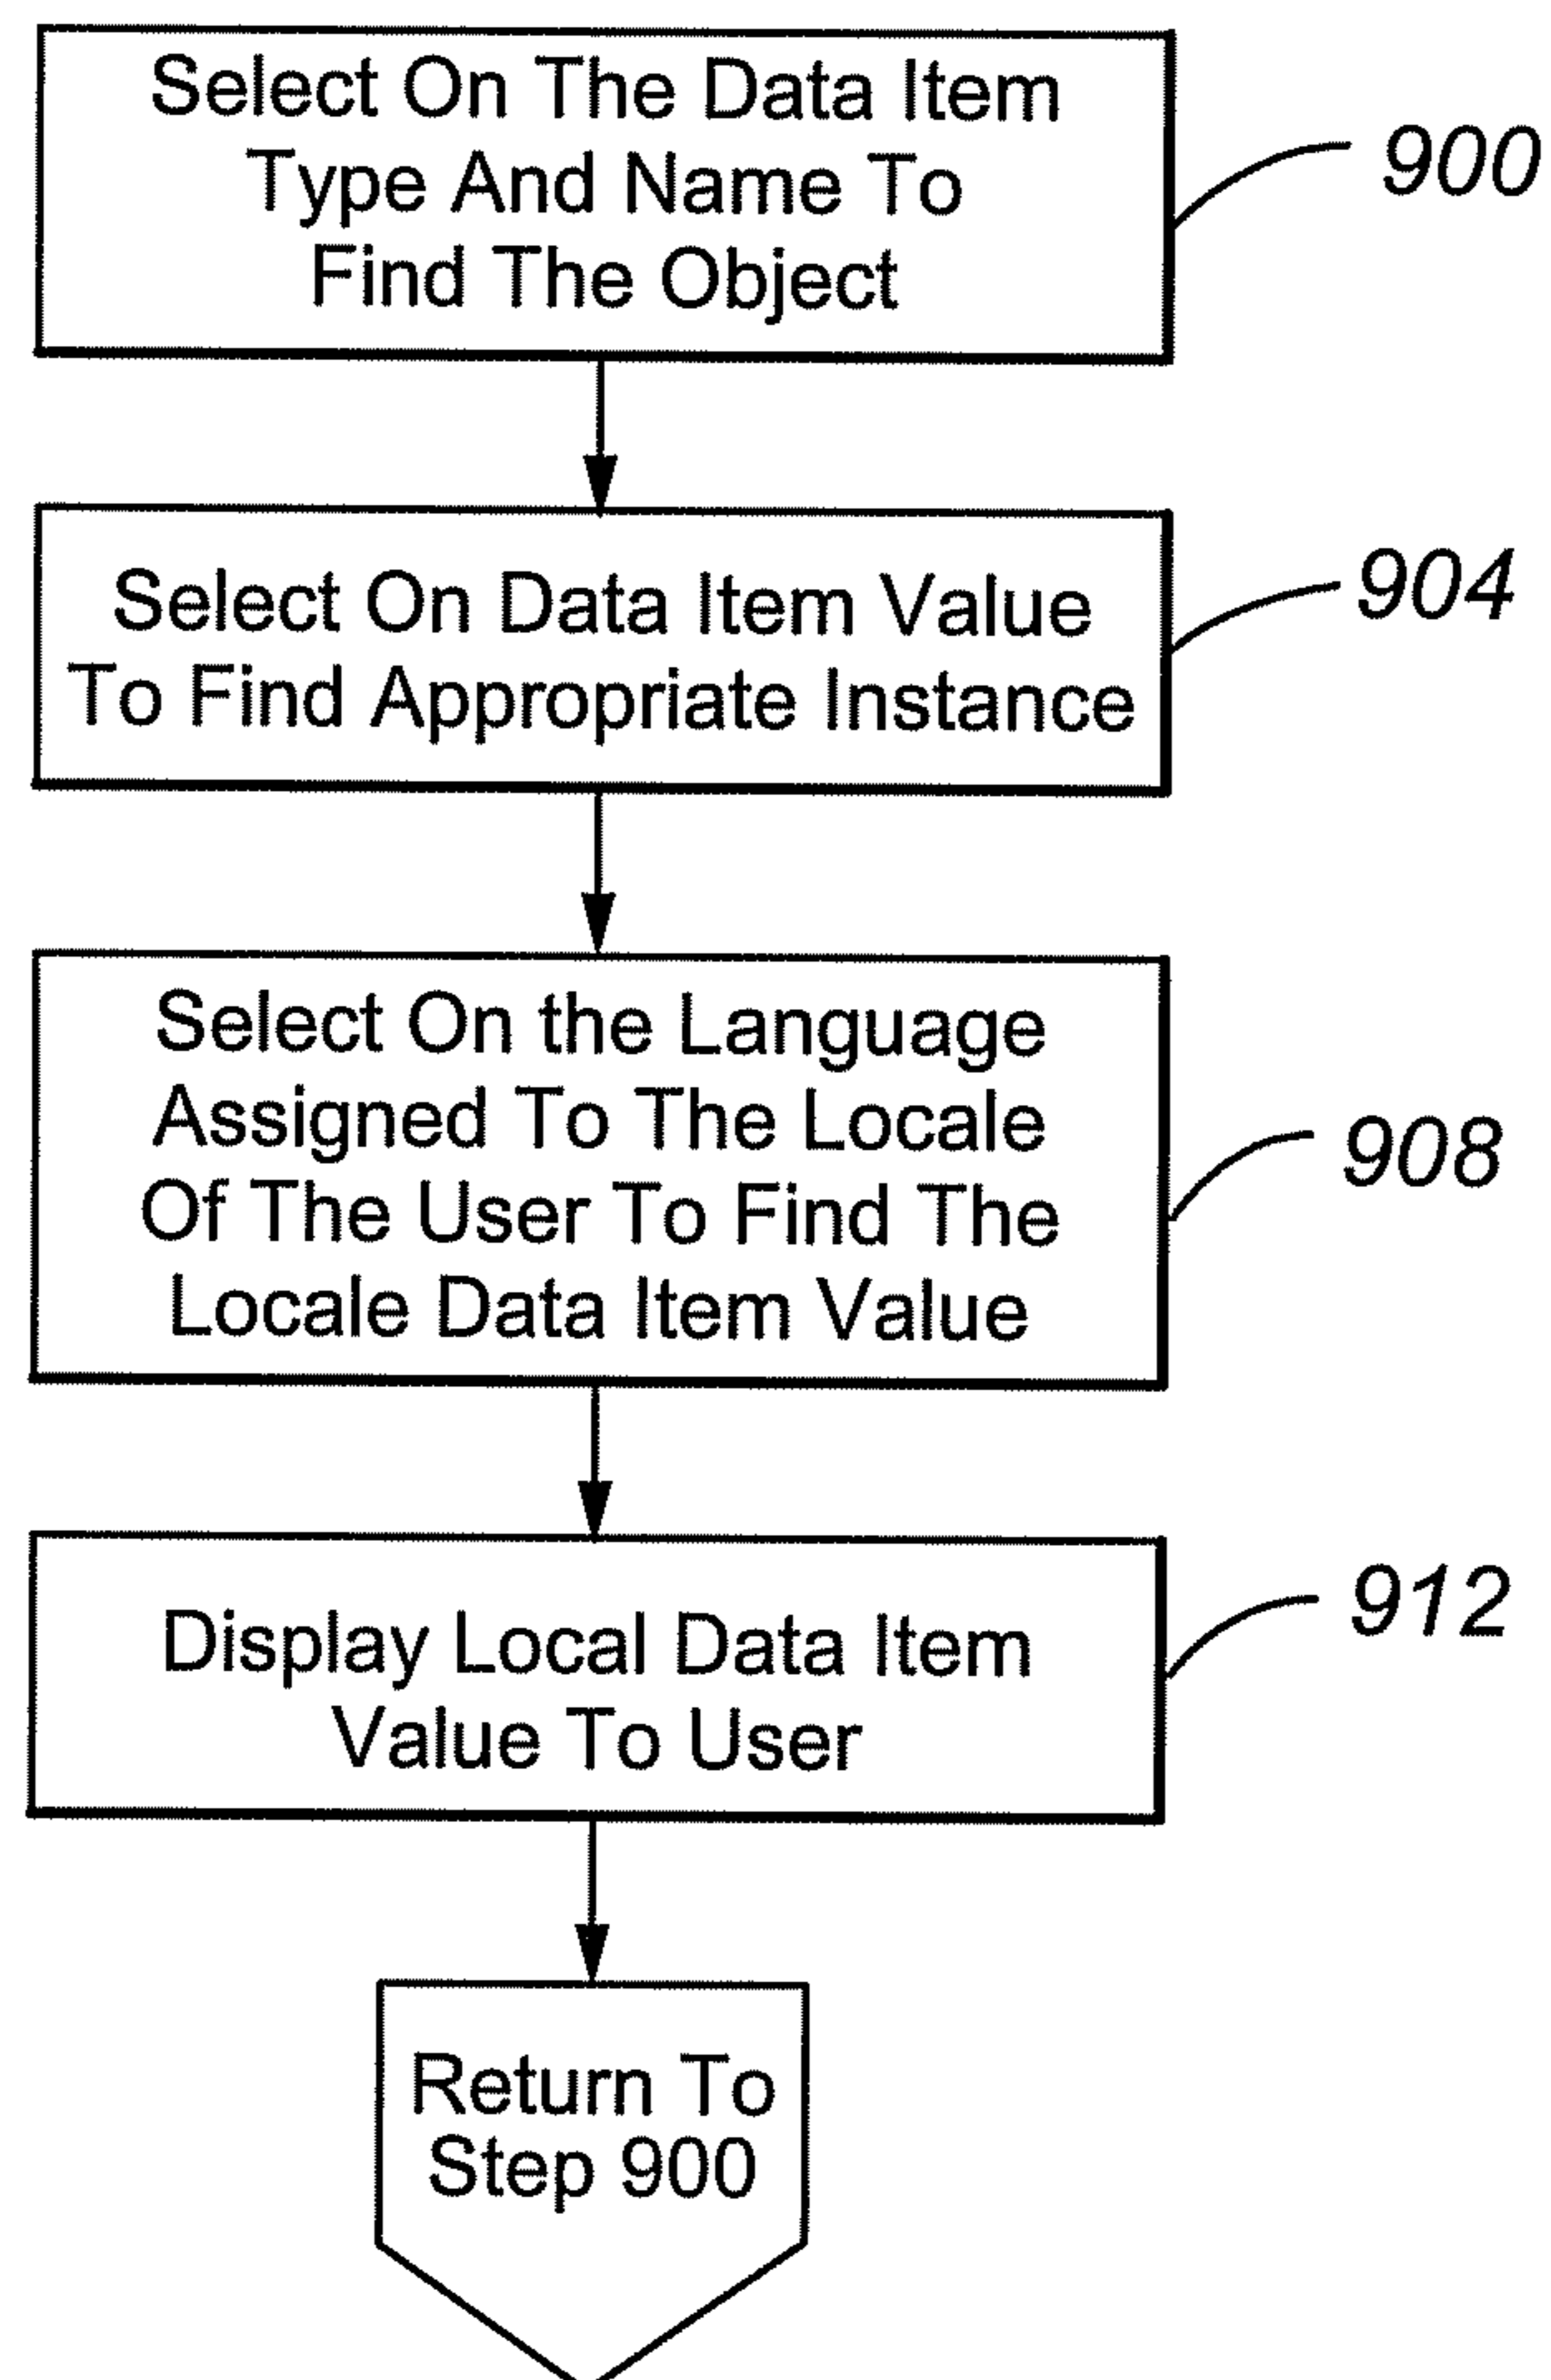 Select On The Data Item
Type And Name To
Find The Object
900
Select On Data Item Value
To Find Appropriate Instance
904
Select On the Language
Assigned To The Locale
Of The User To Find The
Locale Data Item Value
908
Display Local Data Item
Value To User
912
Return To
Step 900